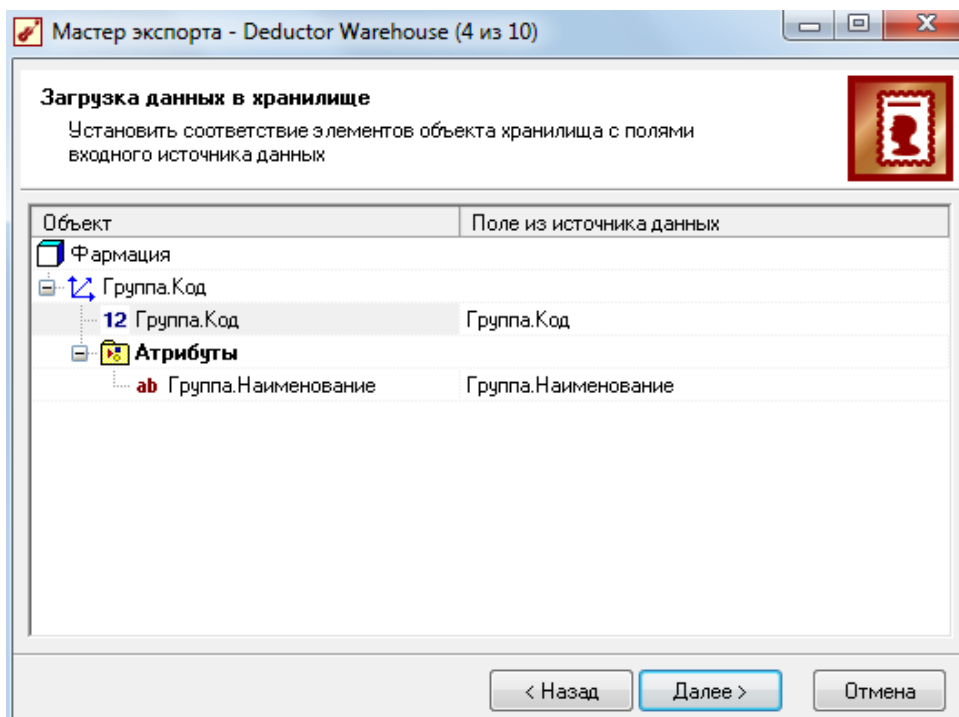 Мастер экспорта - Deductor Warehouse (4 из 10)
Загрузка данных в хранилище
Установить соответствие элементов объекта хранилища с полями
входного источника данных
Объект Поле из источника данных
Фармация
Группа.Код
12 Группа.Код Группа.Код
Атрибуты
ab Группа.Наименование Группа.Наименование
< Назад Далее > Отмена